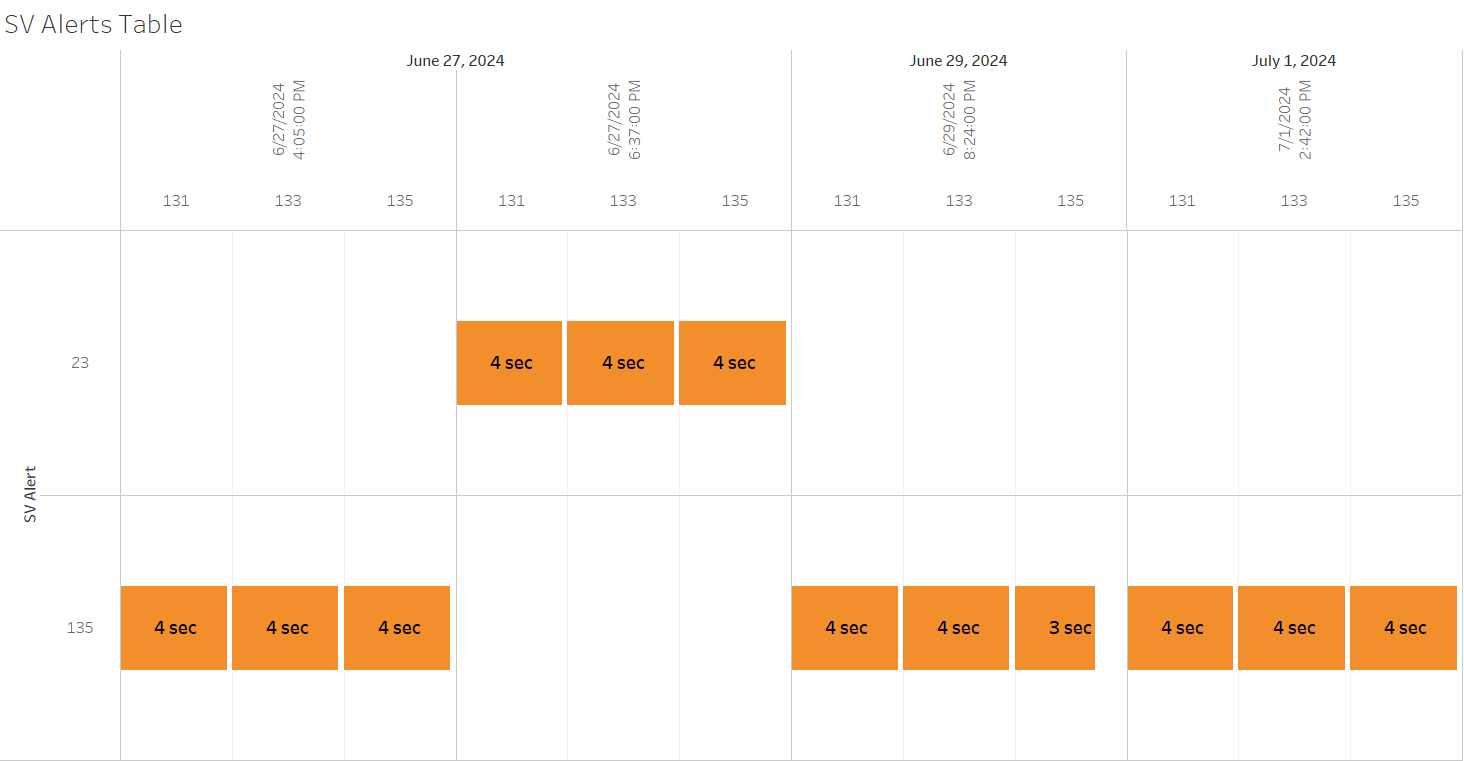 SV Alerts Table
June 27, 2024 June 29, 2024 July 1, 2024
6/27/2024
4:05:00 PM
6/27/2024
6:37:00 PM
6/29/2024
8:24:00 PM
7/1/2024
2:42:00 PM
131 133 135 131 133 135 131 133 135 131 133 135
23 4 sec 4 sec 4 sec
SV Alert
135 4 sec 4 sec 4 sec 4 sec 4 sec 3 sec 4 sec 4 sec 4 sec